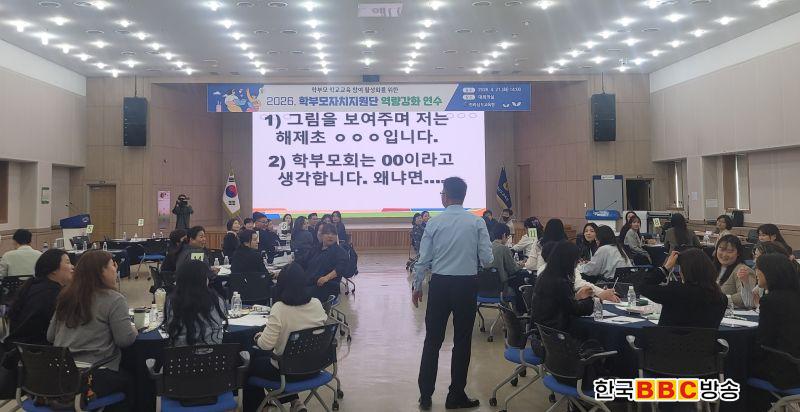 학부모 학교교육 참여 활성화를 위한
2026. 학부모자치지원단 역량강화 연수
1) 그림을 보여주며 저는
해제초 ㅇㅇㅇ입니다.
2) 학부모회는 00이라고
생각합니다. 왜냐면....
한국BBC방송